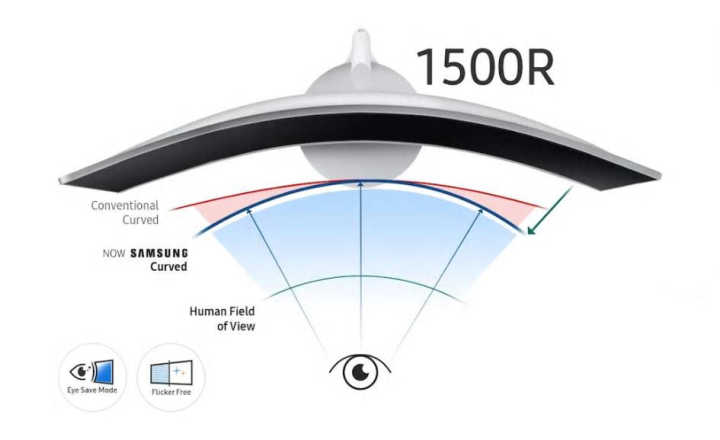 1500R
Conventional
Curved
NOW SAMSUNG
Curved
Human Field
of View
Eye Save Mode
Flicker Free